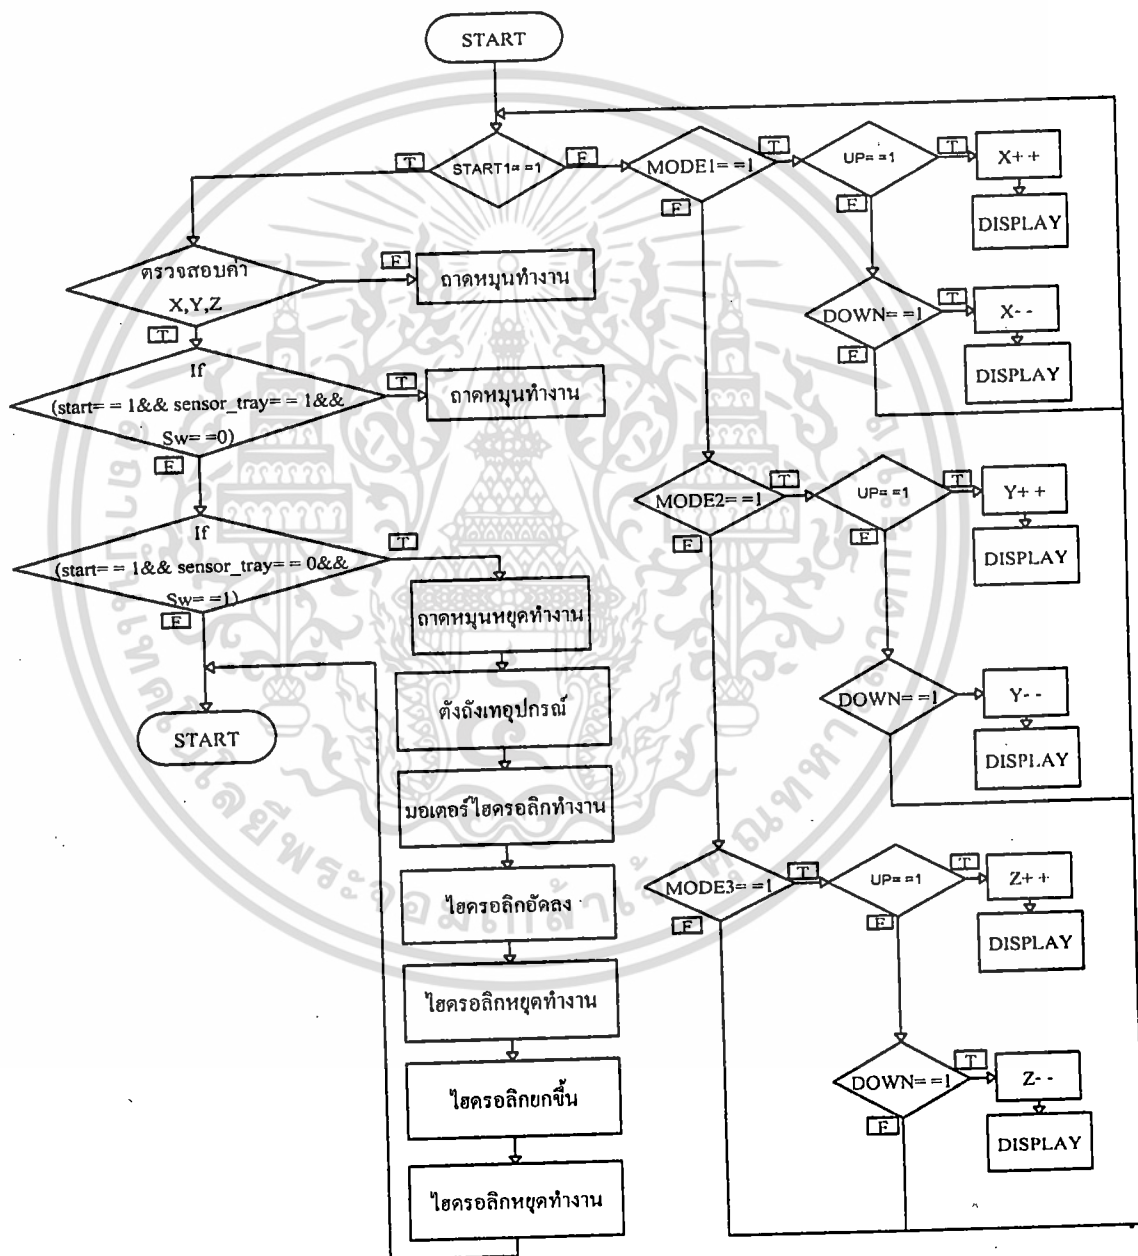 START
START1= =1
T
F
MODE1= =1
T
F
UP= =1
T
F
X++
DISPLAY
DOWN= =1
T
F
X--
DISPLAY
ตรวจสอบค่า
X,Y,Z
F
T
ถาดหมุนทำงาน
If
(start= = 1&& sensor_tray= = 1&&
Sw= =0)
T
F
ถาดหมุนทำงาน
MODE2= =1
T
F
UP= =1
T
F
Y++
DISPLAY
If
(start= = 1&& sensor_tray= = 0&&
Sw= =1)
T
F
ถาดหมุนหยุดทำงาน
START
ตังถังเทอุปกรณ์
DOWN= =1
Y--
DISPLAY
มอเตอร์ไฮดรอลิกทำงาน
ไฮดรอลิกอัดลง
MODE3= =1
T
F
UP= =1
T
F
Z++
DISPLAY
ไฮดรอลิกหยุดทำงาน
ไฮดรอลิกยกขึ้น
DOWN= =1
T
F
Z--
DISPLAY
ไฮดรอลิกหยุดทำงาน